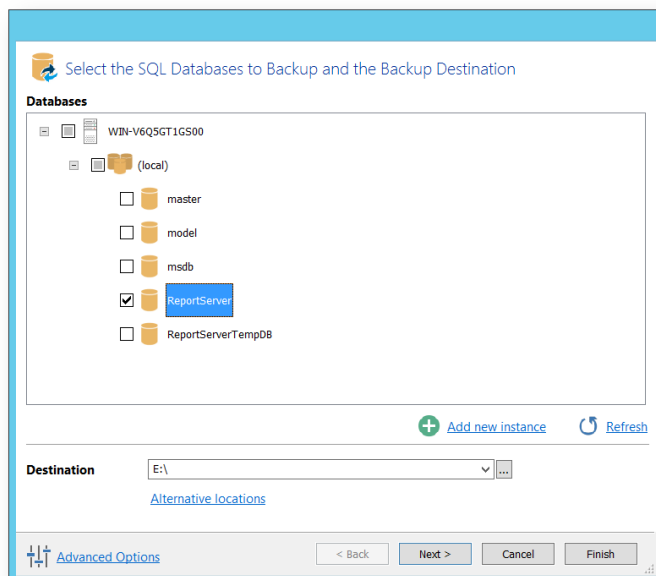 Select the SQL Databases to Backup and the Backup Destination
Databases
WIN-V6Q5GT1GS00
(local)
master
model
msdb
ReportServer
ReportServerTempDB
Add new instance Refresh
Destination E:\ ...
Alternative locations
Advanced Options < Back Next > Cancel Finish